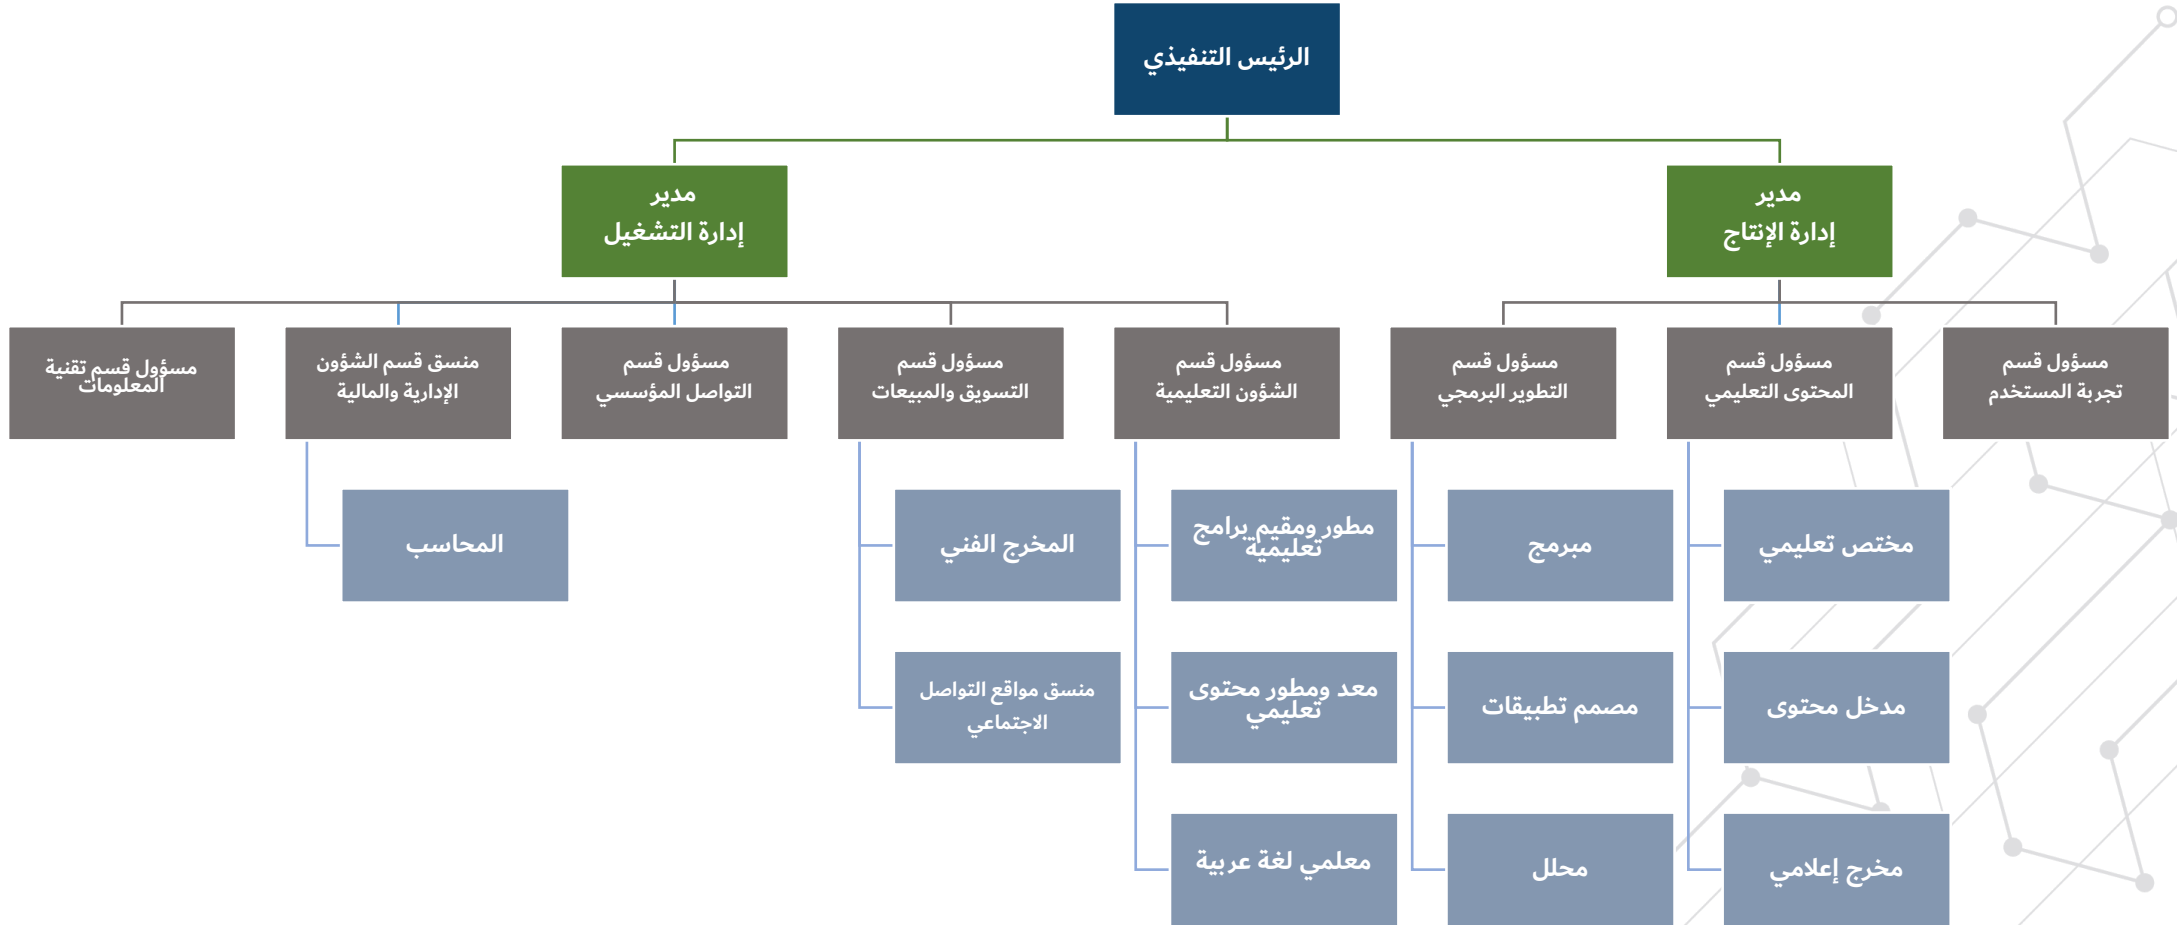 الرئيس التنفيذي
مدير
إدارة الإنتاج
مدير
إدارة التشغيل
مسؤول قسم
تجربة المستخدم
مسؤول قسم
المحتوى التعليمي
مسؤول قسم
التطوير البرمجي
مسؤول قسم
الشؤون التعليمية
مسؤول قسم
التسويق والمبيعات
مسؤول قسم
التواصل المؤسسي
منسق قسم الشؤون
الإدارية والمالية
مسؤول قسم تقنية
المعلومات
مختص تعليمي
مبرمج
مطور ومقيم برامج
تعليمية
المخرج الفني
المحاسب
مدخل محتوى
مصمم تطبيقات
معد ومطور محتوى
تعليمي
منسق مواقع التواصل
الاجتماعي
مخرج إعلامي
محلل
معلمي لغة عربية